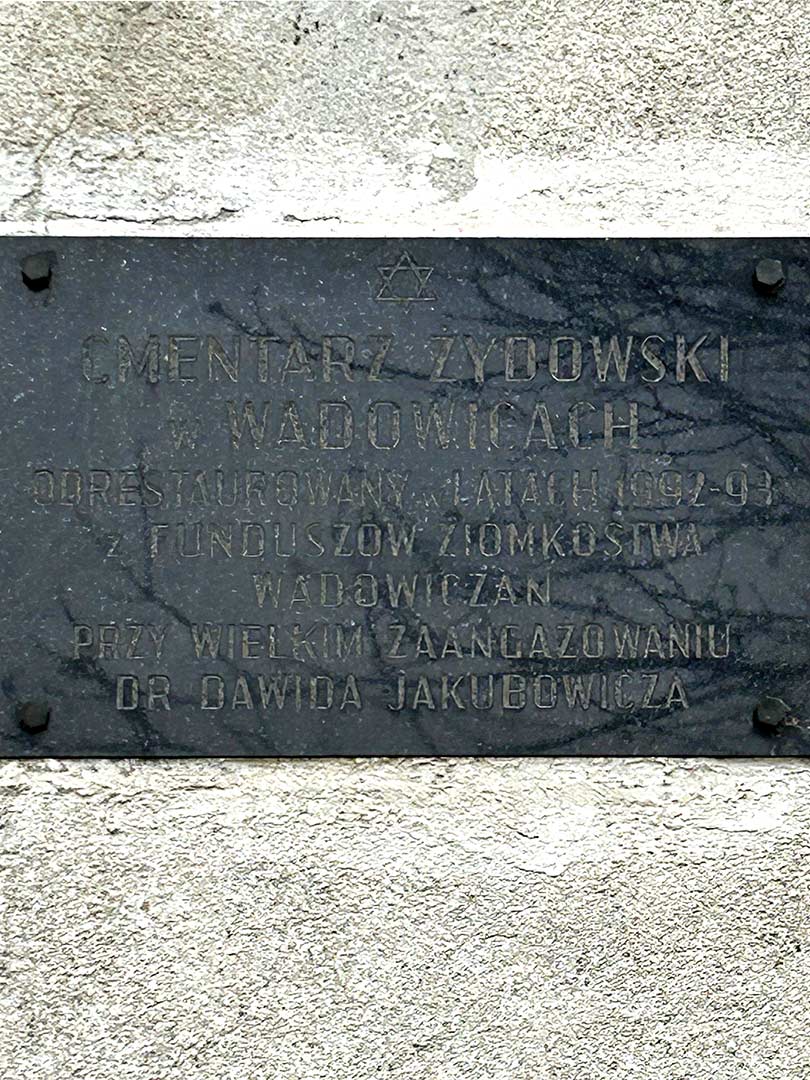 CMENTARZ ŻYDOWSKI
w WADOWICACH
ODRESTAUROWANY w LATACH 1992-93
z FUNDUSZÓW ZIOMKOSTWA
WADOWICZAN
PRZY WIELKIM ZAANGAŻOWANIU
DR DAWIDA JAKUBOWICZA